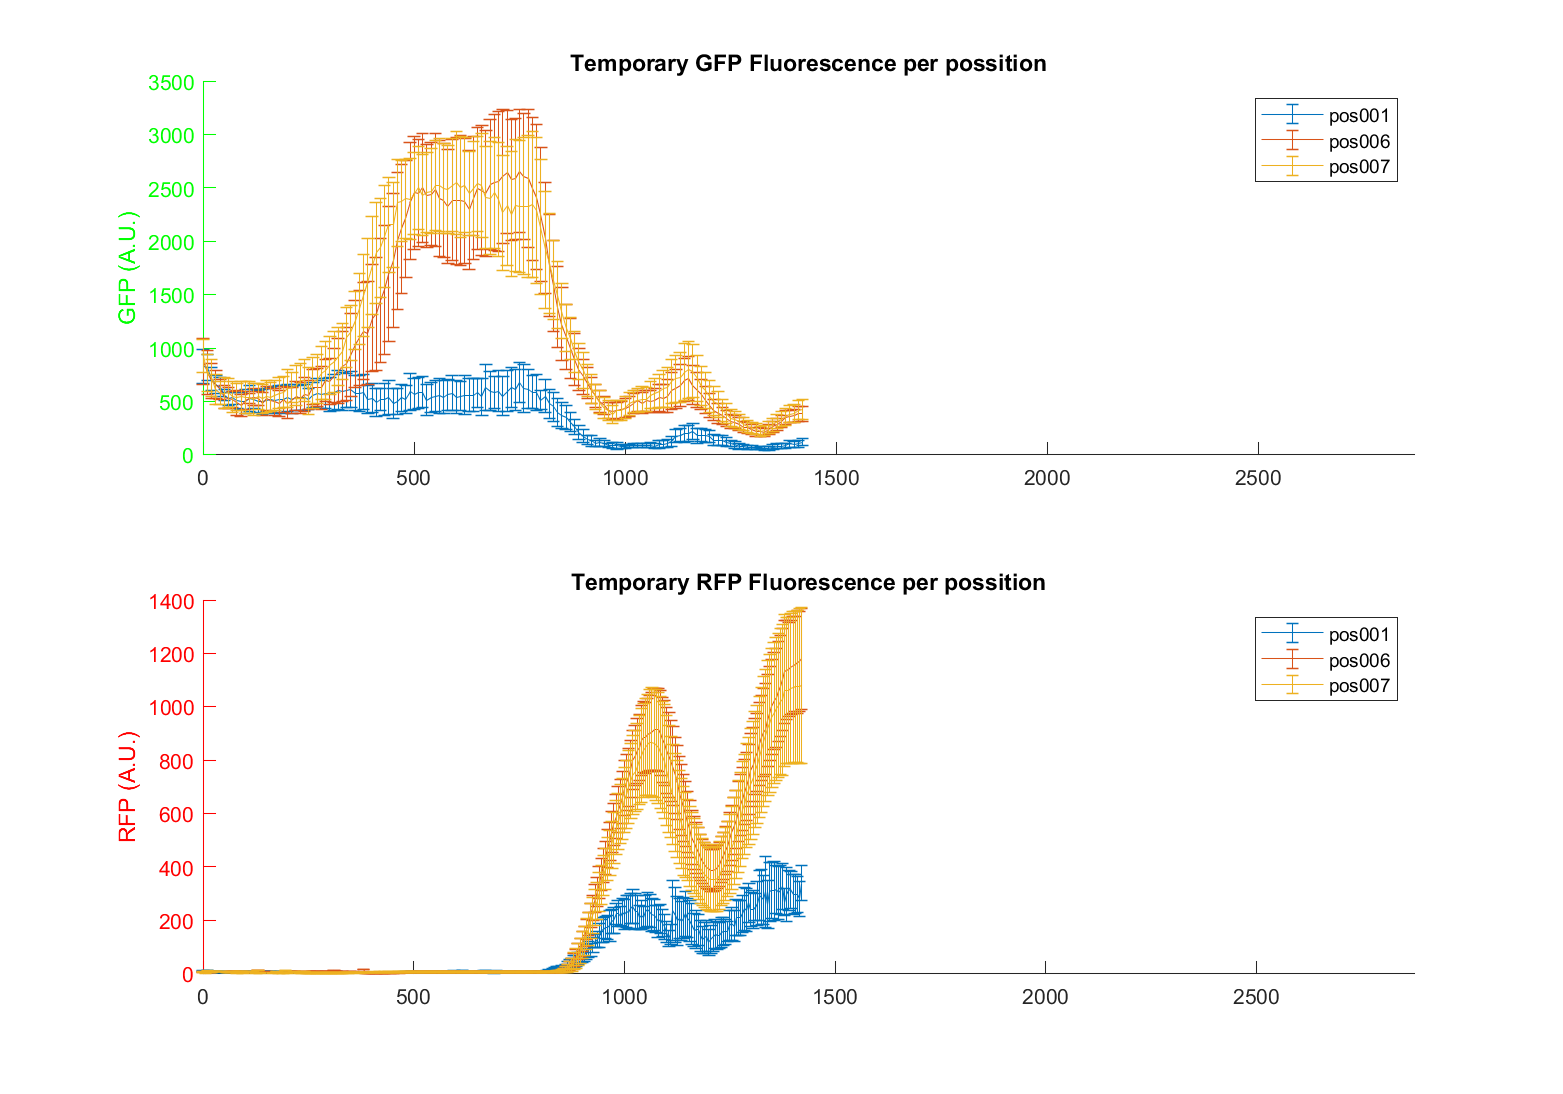 Temporary GFP Fluorescence per possition
3500
3000
2500
2000
1500
1000
500
0
GFP (A.U.)
0 500 1000 1500 2000 2500
pos001
pos006
pos007
Temporary RFP Fluorescence per possition
1400
1200
1000
800
600
400
200
0
RFP (A.U.)
0 500 1000 1500 2000 2500
pos001
pos006
pos007